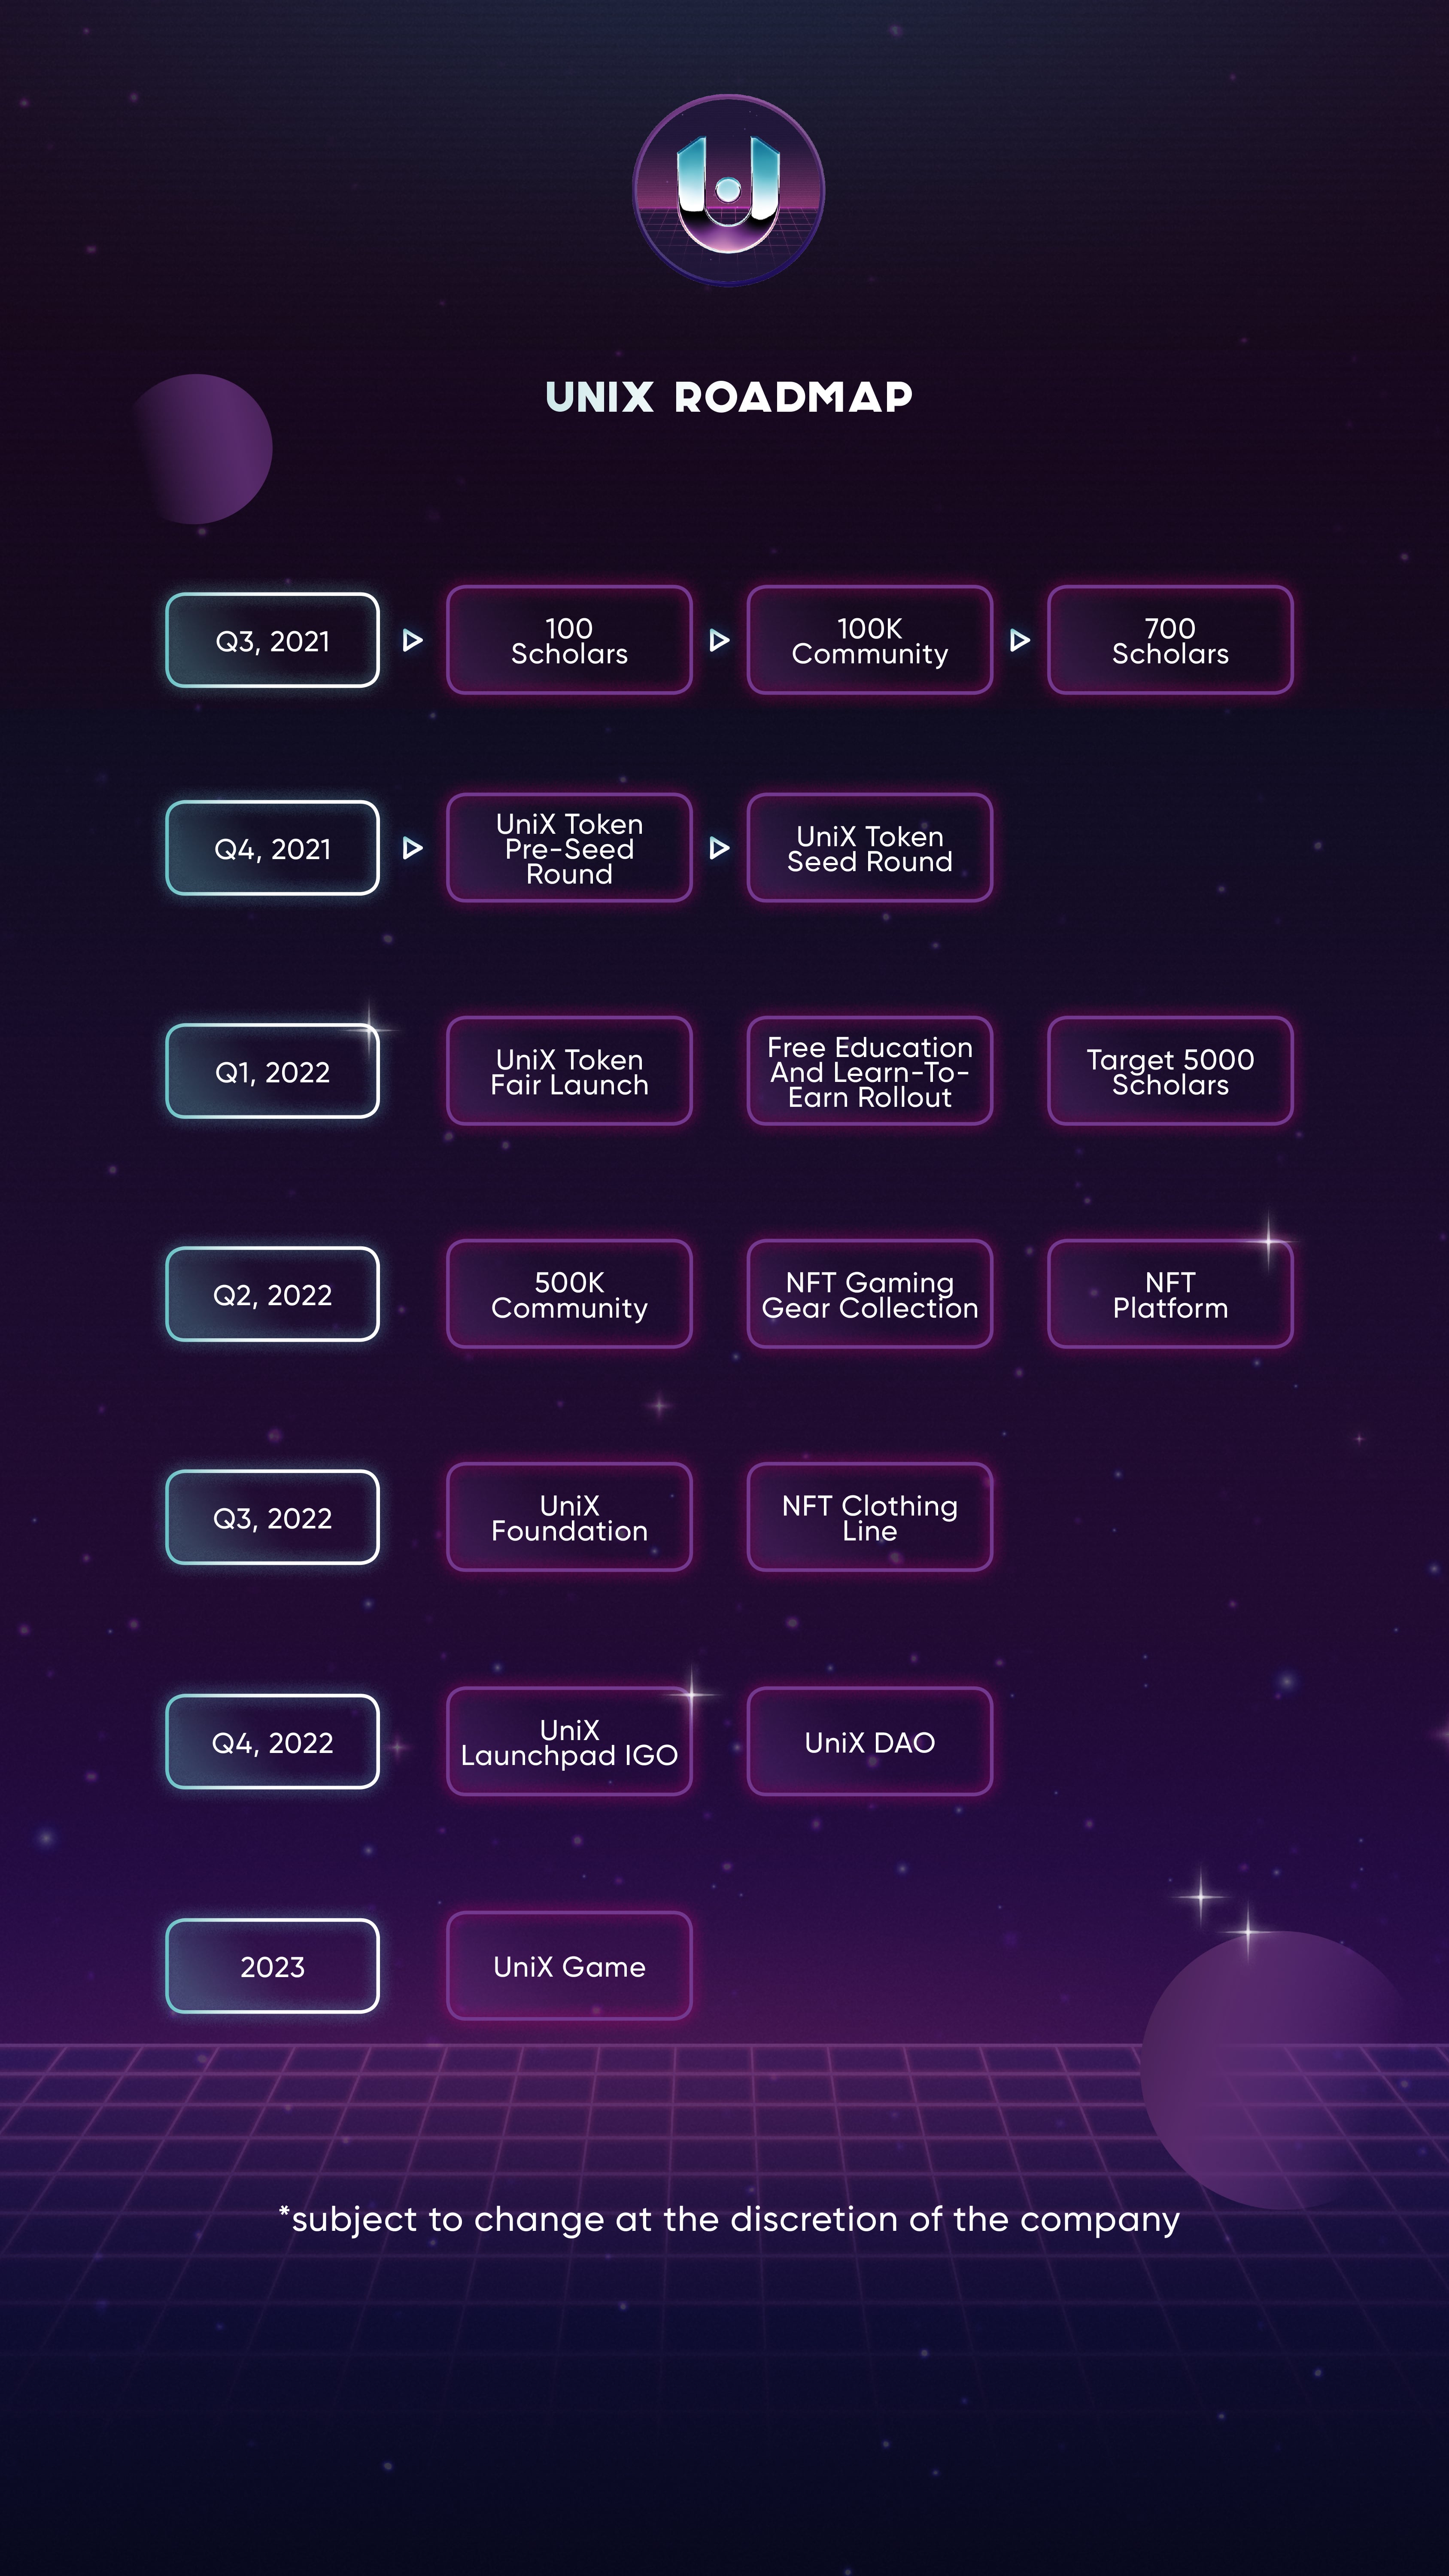 UNIX ROADMAP
Q3, 2021
100
Scholars
100K
Community
700
Scholars
Q4, 2021
UniX Token
Pre-Seed
Round
UniX Token
Seed Round
Q1, 2022
UniX Token
Fair Launch
Free Education
And Learn-To-
Earn Rollout
Target 5000
Scholars
Q2, 2022
500K
Community
NFT Gaming
Gear Collection
NFT
Platform
Q3, 2022
UniX
Foundation
NFT Clothing
Line
Q4, 2022
UniX
Launchpad IGO
UniX DAO
2023
UniX Game
*subject to change at the discretion of the company